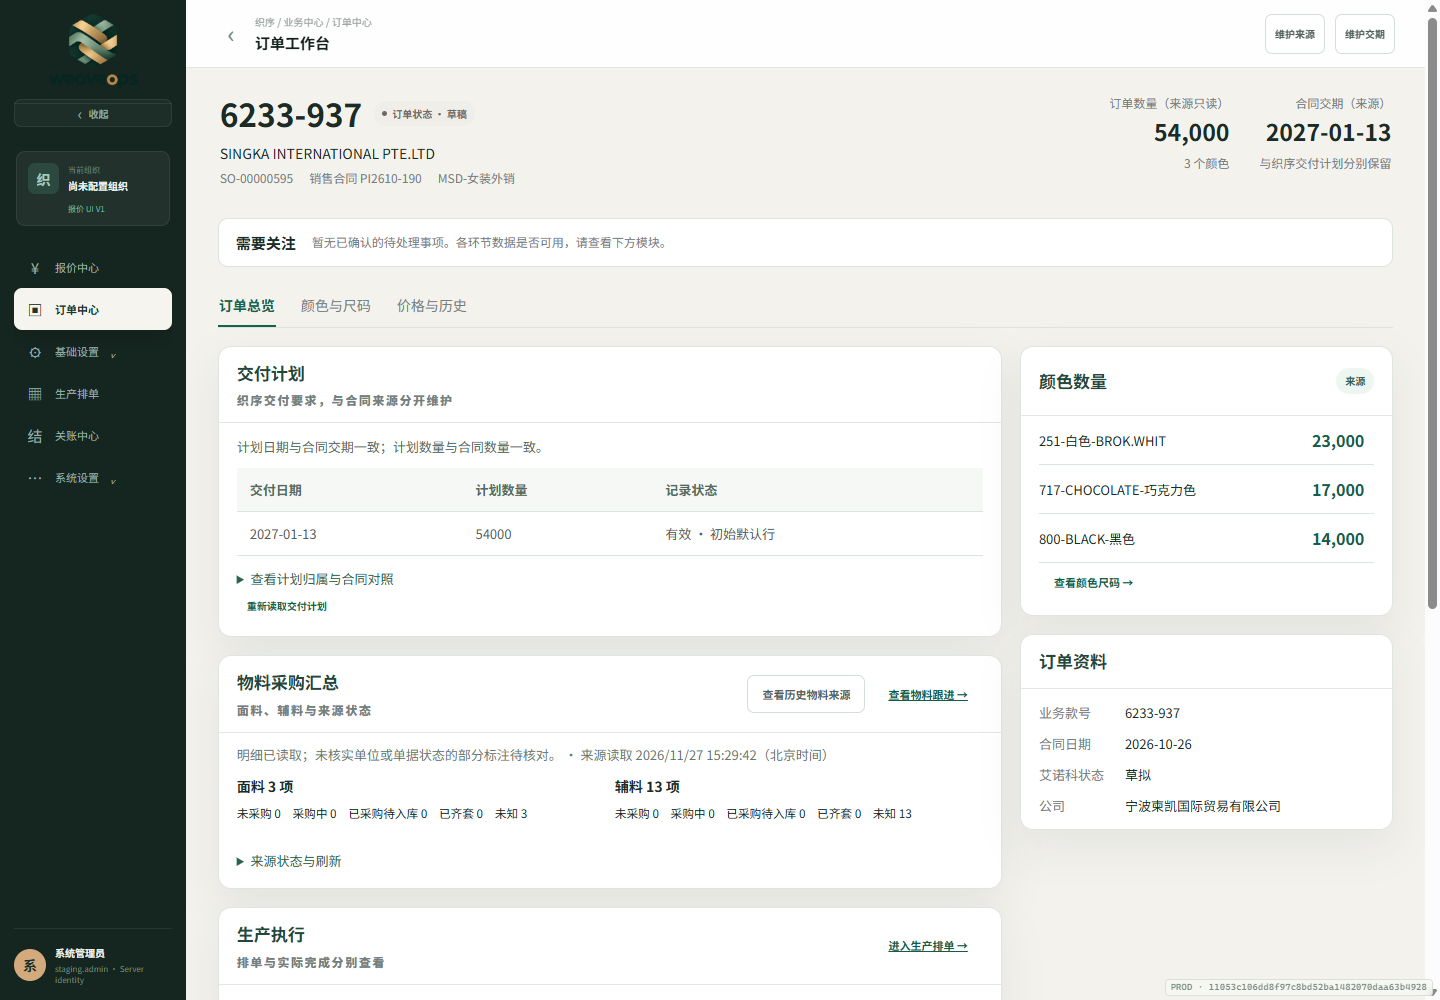 weaveops
‹ 收起
织
当前组织
尚未配置组织
报价 UI V1
¥ 报价中心
订单中心
基础设置
生产排单
结 关账中心
系统设置
系
系统管理员
staging.admin · Server identity
织序 / 业务中心 / 订单中心
订单工作台
维护来源
维护交期
6233-937
订单状态 · 草稿
SINGKA INTERNATIONAL PTE.LTD
SO-00000595 销售合同 PI2610-190 MSD-女装外销
订单数量（来源只读）
54,000
3 个颜色
合同交期（来源）
2027-01-13
与织序交付计划分别保留
需要关注 暂无已确认的待处理事项。各环节数据是否可用，请查看下方模块。
订单总览 颜色与尺码 价格与历史
交付计划
织序交付要求，与合同来源分开维护
计划日期与合同交期一致；计划数量与合同数量一致。
交付日期 计划数量 记录状态
2027-01-13 54000 有效 · 初始默认行
查看计划归属与合同对照
重新读取交付计划
物料采购汇总
面料、辅料与来源状态
查看历史物料来源
查看物料跟进 →
明细已读取；未核实单位或单据状态的部分标注待核对。 · 来源读取 2026/11/27 15:29:42（北京时间）
面料 3 项
未采购 0 采购中 0 已采购待入库 0 已齐套 0 未知 3
辅料 13 项
未采购 0 采购中 0 已采购待入库 0 已齐套 0 未知 13
来源状态与刷新
生产执行
排单与实际完成分别查看
进入生产排单 →
颜色数量
来源
251-白色-BROK.WHIT 23,000
717-CHOCOLATE-巧克力色 17,000
800-BLACK-黑色 14,000
查看颜色尺码 →
订单资料
业务款号 6233-937
合同日期 2026-10-26
艾诺科状态 草拟
公司 宁波柬凯国际贸易有限公司
PROD · 11053c106dd8f97c8bd52ba1482070daa63b4928